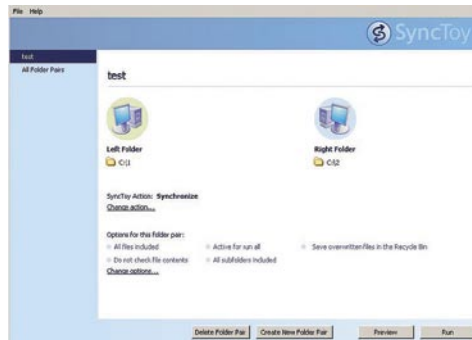 File Help
SyncToy
test
All Folder Pairs
test
Left Folder
C:\1
Right Folder
C:\2
SyncToy Action: Synchronize
Change action...
Options for this folder pair:
All files included
Active for run all
Save overwritten files in the Recycle Bin
Do not check file contents
All subfolders included
Change options...
Delete Folder Pair
Create New Folder Pair
Preview
Run